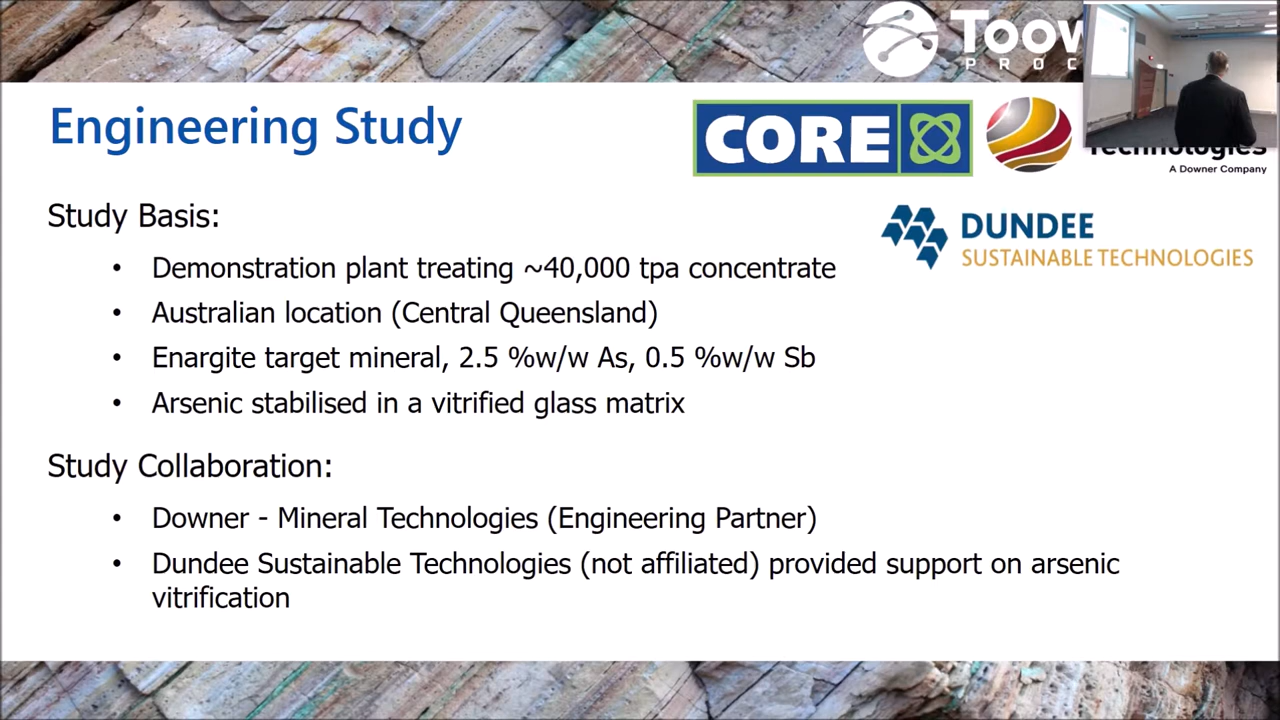 PROC
Engineering Study
CORE
Technologies
A Downer Company
Study Basis:
DUNDEE
SUSTAINABLE TECHNOLOGIES
• Demonstration plant treating ~40,000 tpa concentrate
• Australian location (Central Queensland)
• Enargite target mineral, 2.5 %w/w As, 0.5 %w/w Sb
• Arsenic stabilised in a vitrified glass matrix
Study Collaboration:
• Downer - Mineral Technologies (Engineering Partner)
• Dundee Sustainable Technologies (not affiliated) provided support on arsenic
vitrification